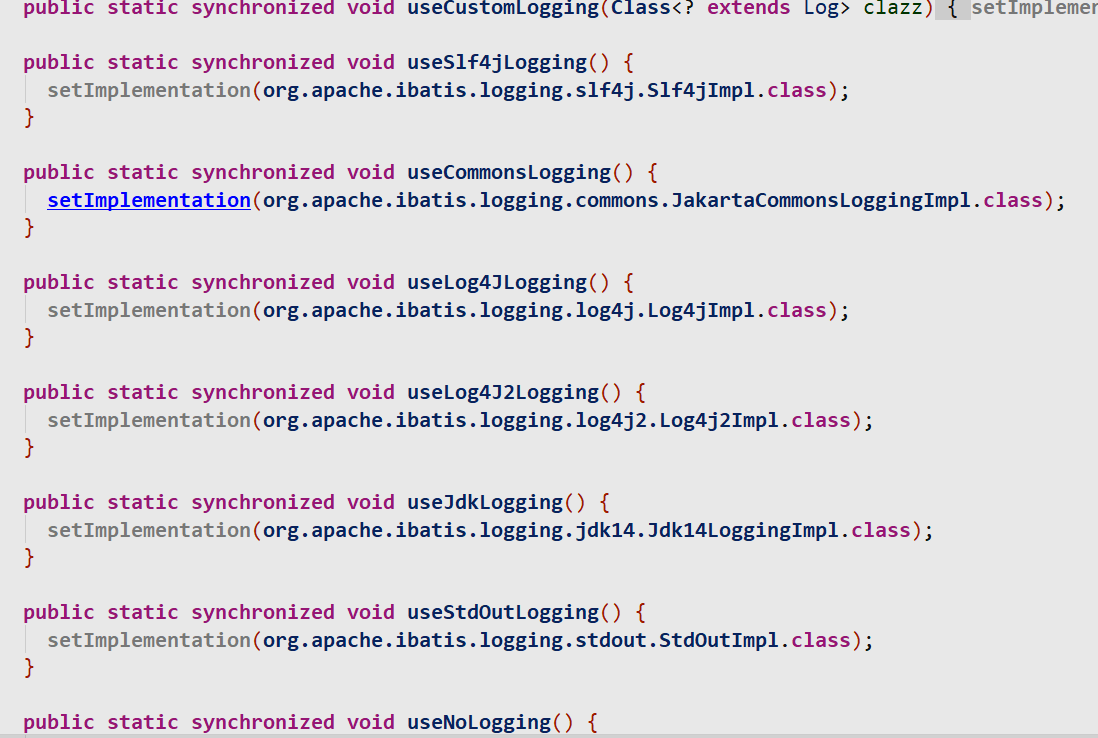 public static synchronized void useCustomLogging(Class<? extends Log> clazz) { setImplemen
public static synchronized void useSlf4jLogging() {
setImplementation(org.apache.ibatis.logging.slf4j.Slf4jImpl.class);
}
public static synchronized void useCommonsLogging() {
setImplementation(org.apache.ibatis.logging.commons.JakartaCommonsLoggingImpl.class);
}
public static synchronized void useLog4JLogging() {
setImplementation(org.apache.ibatis.logging.log4j.Log4jImpl.class);
}
public static synchronized void useLog4J2Logging() {
setImplementation(org.apache.ibatis.logging.log4j2.Log4j2Impl.class);
}
public static synchronized void useJdkLogging() {
setImplementation(org.apache.ibatis.logging.jdk14.Jdk14LoggingImpl.class);
}
public static synchronized void useStdOutLogging() {
setImplementation(org.apache.ibatis.logging.stdout.StdOutImpl.class);
}
public static synchronized void useNoLogging() {